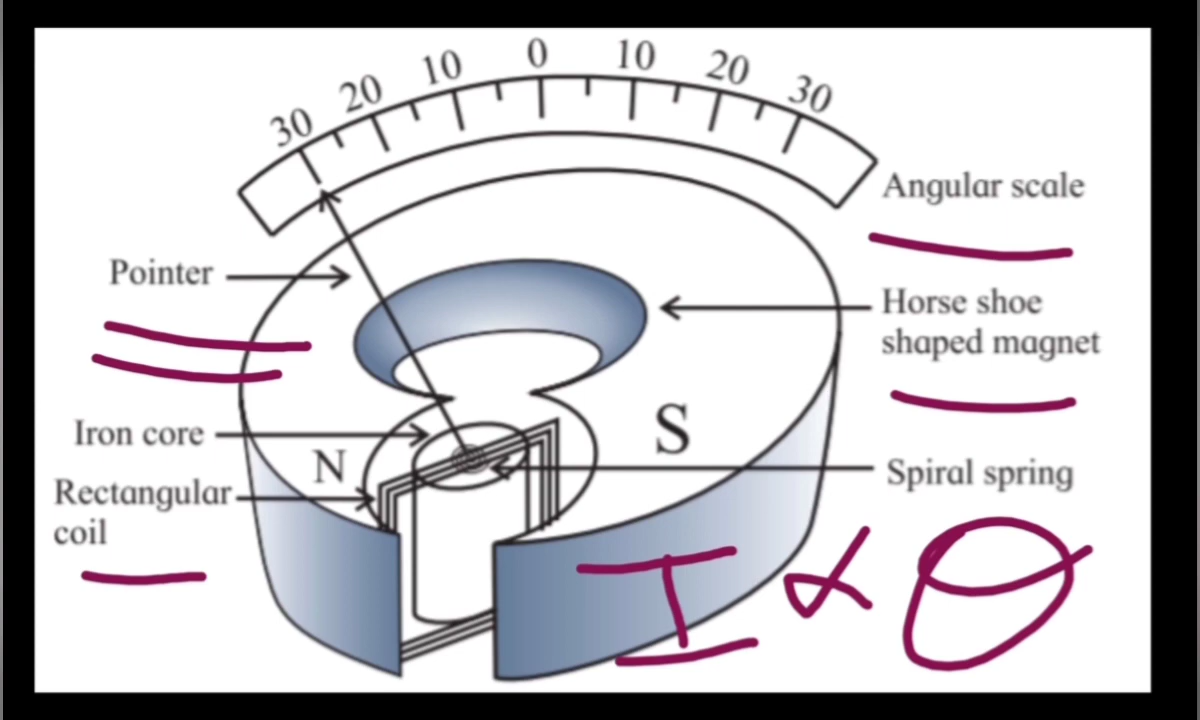 30 20 10 0 10 20 30
Angular scale
Pointer
Horse shoe
shaped magnet
Iron core
N
S
Rectangular
coil
Spiral spring
I ∝ θ